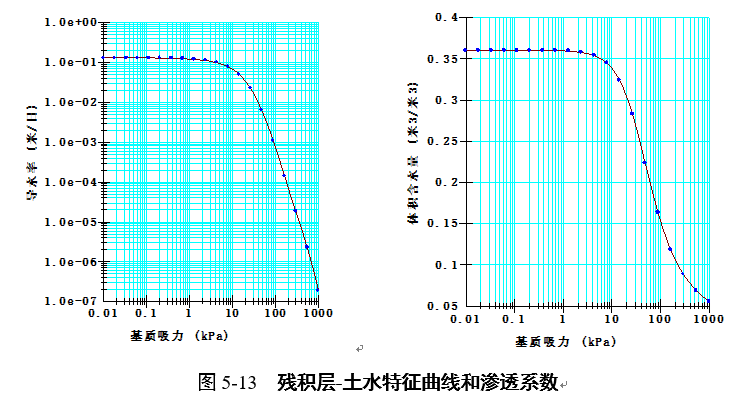 1.0e+00
1.0e-01
1.0e-02
1.0e-03
1.0e-04
1.0e-05
1.0e-06
1.0e-07
导水率 (米/日)
0.01 0.1 1 10 100 1000
基质吸力 (kPa)
0.4
0.35
0.3
0.25
0.2
0.15
0.1
0.05
体积含水量 (米3/米3)
0.01 0.1 1 10 100 1000
基质吸力 (kPa)
图 5-13 残积层-土水特征曲线和渗透系数